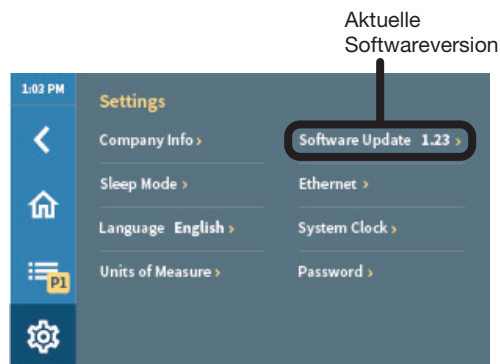 Aktuelle
Softwareversion
1:03 PM
Settings
Company Info >
Software Update 1.23 >
Sleep Mode >
Ethernet >
Language English >
System Clock >
Units of Measure >
Password >
P1